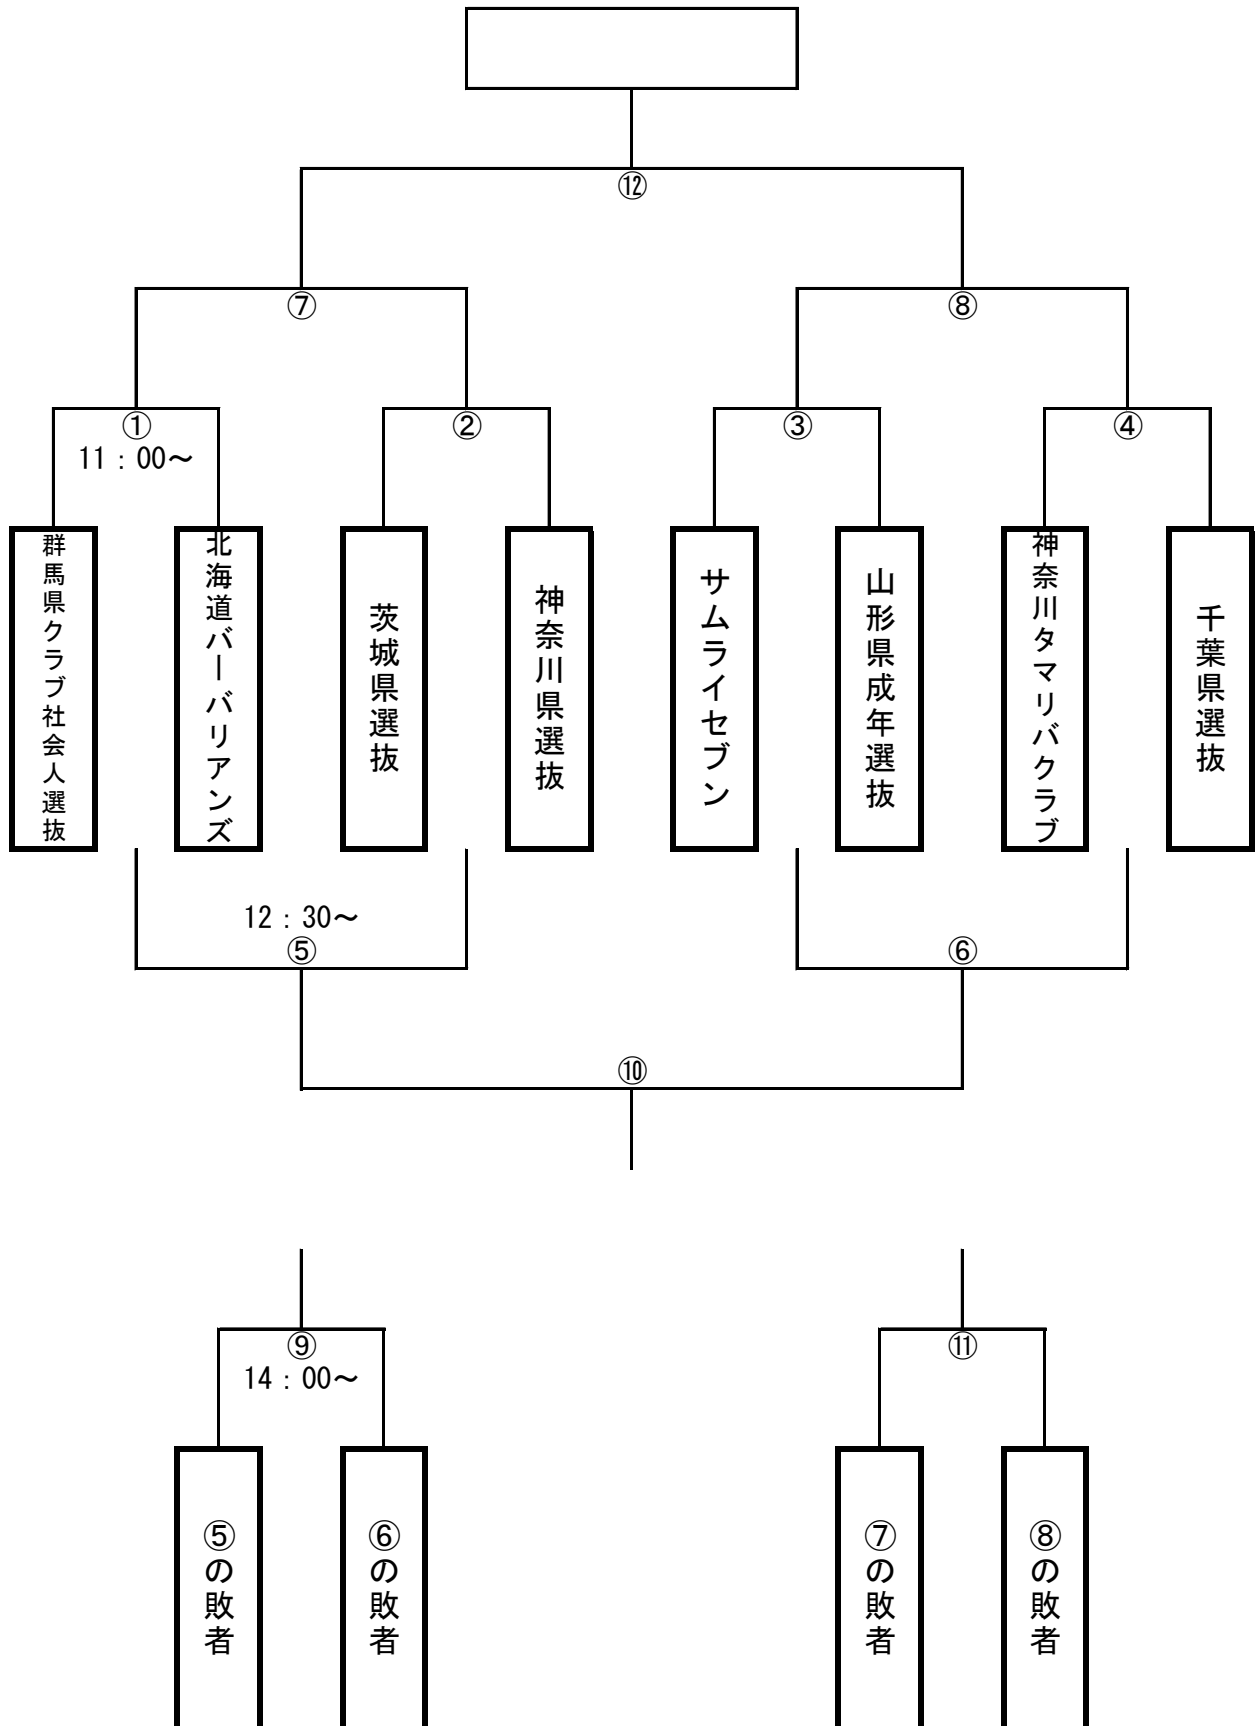 ⑫
⑦
⑧
①
②
③
④
11：00～
群馬県クラブ社会人選抜
北海道バーバリアンズ
茨城県選抜
神奈川県選抜
サムライセブン
山形県成年選抜
神奈川タマリバクラブ
千葉県選抜
12：30～
⑤
⑥
⑩
⑨
⑪
14：00～
⑤の敗者
⑥の敗者
⑦の敗者
⑧の敗者